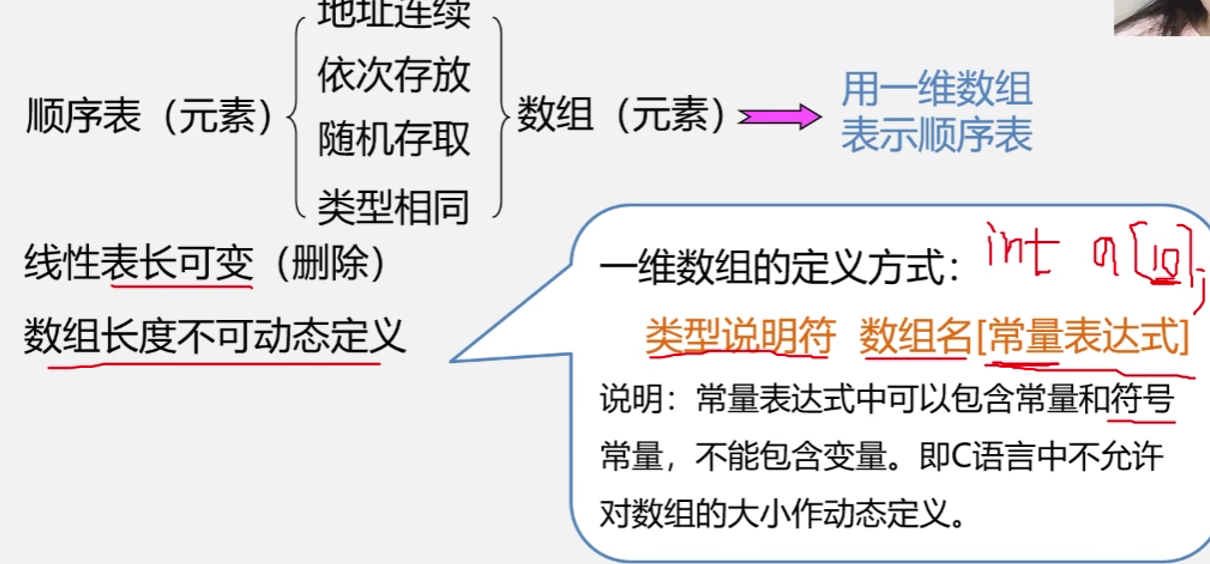 地址连续
依次存放
随机存取
类型相同
顺序表（元素）
数组（元素）
用一维数组
表示顺序表
线性表长可变（删除）
数组长度不可动态定义
一维数组的定义方式：
int a[10];
类型说明符 数组名[常量表达式]
说明：常量表达式中可以包含常量和符号
常量，不能包含变量。即C语言中不允许
对数组的大小作动态定义。